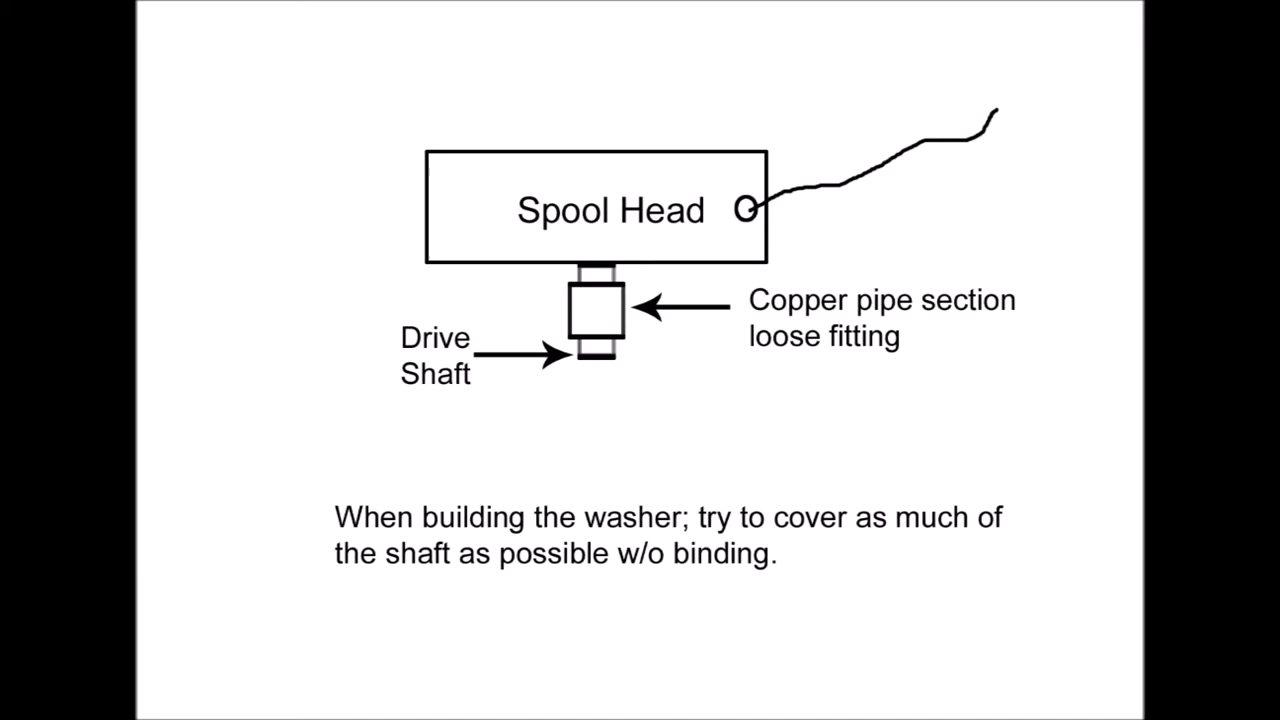 Spool Head
Copper pipe section
loose fitting
Drive
Shaft
When building the washer; try to cover as much of
the shaft as possible w/o binding.